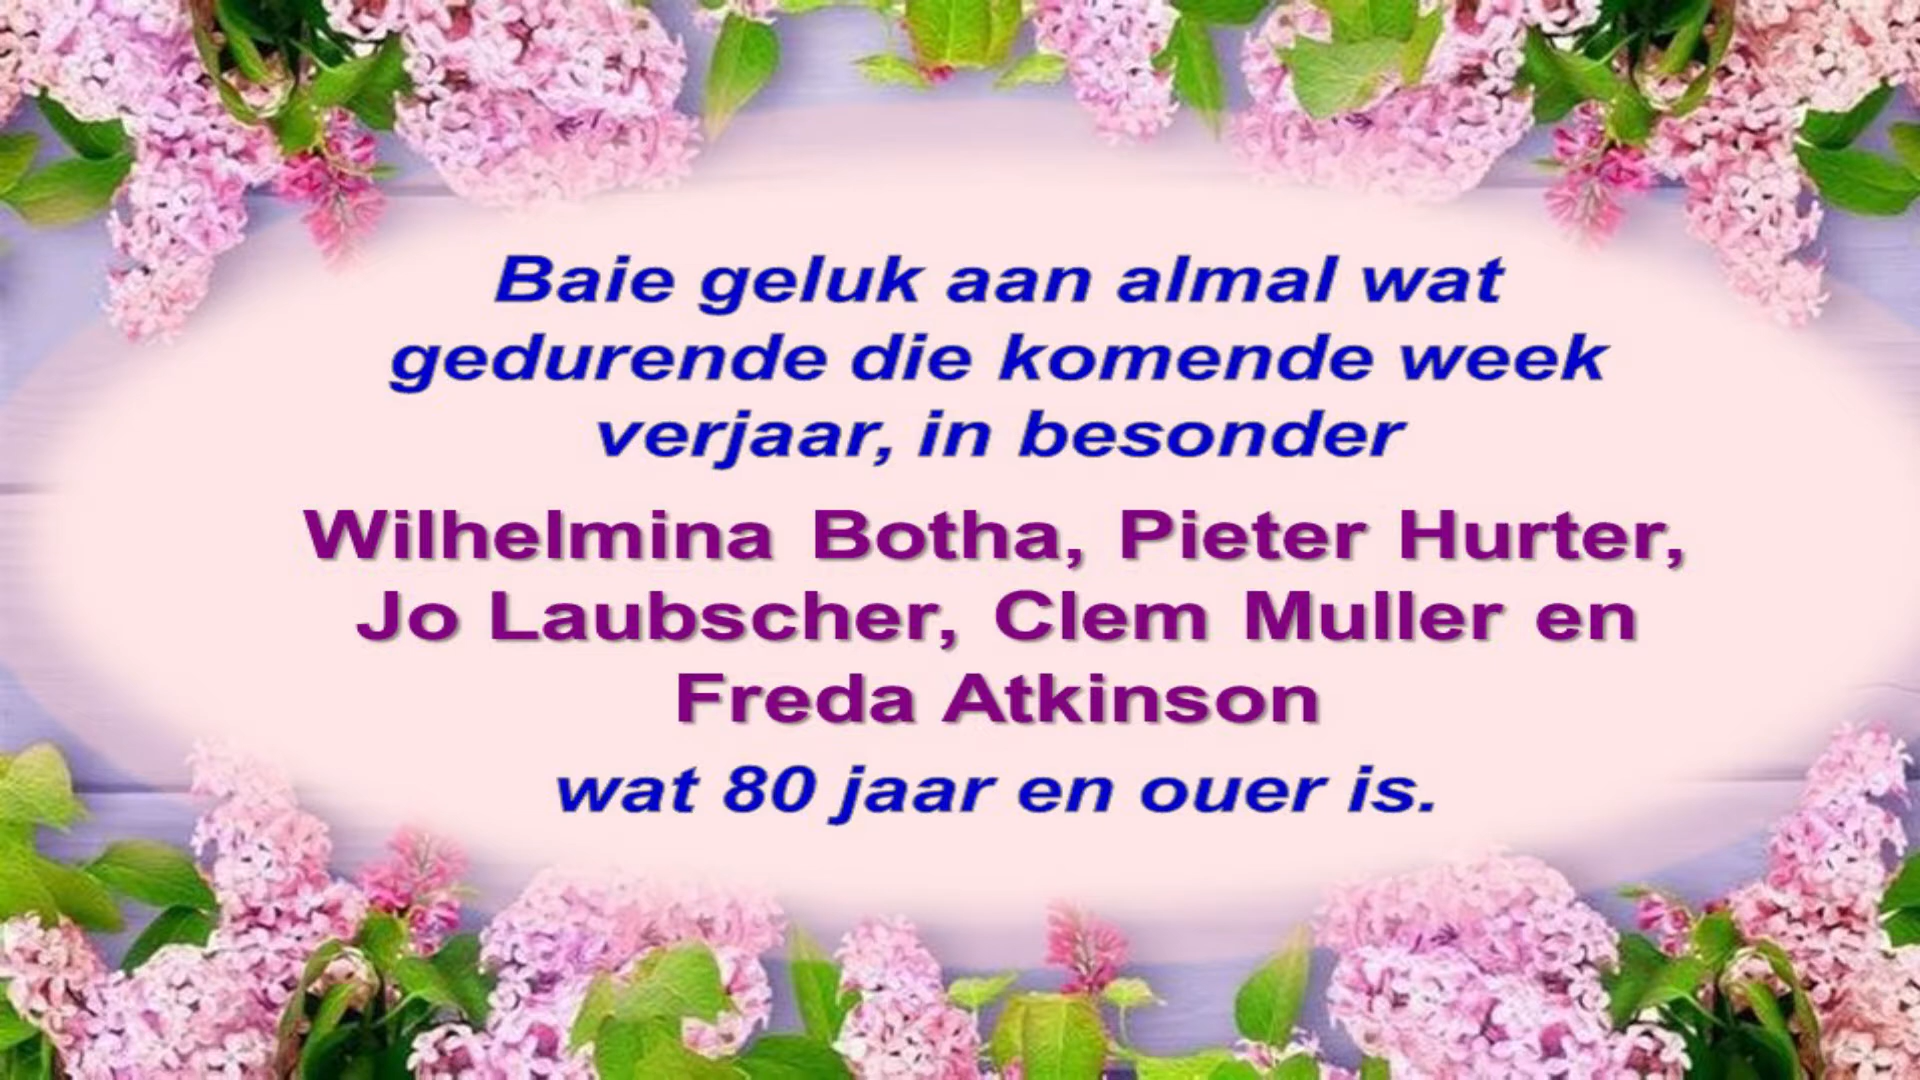 Baie geluk aan almal wat
gedurende die komende week
verjaar, in besonder
Wilhelmina Botha, Pieter Hurter,
Jo Laubscher, Clem Muller en
Freda Atkinson
wat 80 jaar en ouer is.